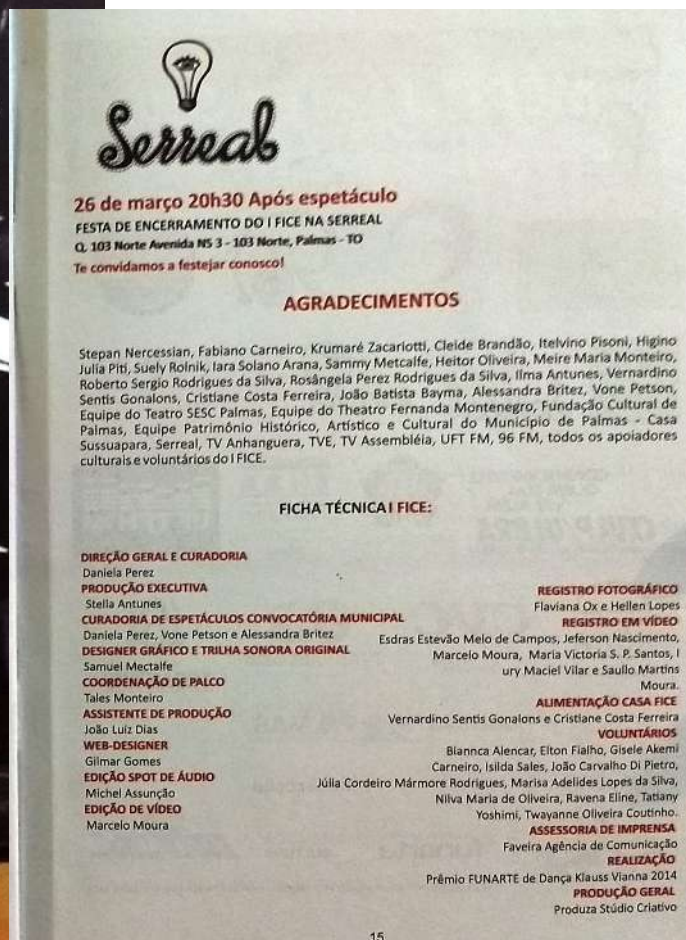 Serreal
26 de março 20h30 Após espetáculo
FESTA DE ENCERRAMENTO DO I FICE NA SERREAL
Q. 103 Norte Avenida NS 3 - 103 Norte, Palmas - TO
Te convidamos a festejar conosco!
AGRADECIMENTOS
Stepan Nercessian, Fabiano Carneiro, Krumaré Zacariotti, Cleide Brandão, Itelvino Pisoni, Higino
Julia Piti, Suely Rolnik, Iara Solano Arana, Sammy Metcalfe, Heitor Oliveira, Meire Maria Monteiro,
Roberto Sergio Rodrigues da Silva, Rosângela Perez Rodrigues da Silva, Ilma Antunes, Vernardino
Sentis Gonalons, Cristiane Costa Ferreira, João Batista Bayma, Alessandra Britez, Vone Petson,
Equipe do Teatro SESC Palmas, Equipe do Theatro Fernanda Montenegro, Fundação Cultural de
Palmas, Equipe Patrimônio Histórico, Artístico e Cultural do Município de Palmas - Casa
Sussuapara, Serreal, TV Anhanguera, TVE, TV Assembléia, UFT FM, 96 FM, todos os apoiadores
culturais e voluntários do I FICE.
FICHA TÉCNICA I FICE:
DIREÇÃO GERAL E CURADORIA
Daniela Perez
PRODUÇÃO EXECUTIVA
Stella Antunes
CURADORIA DE ESPETÁCULOS CONVOCATÓRIA MUNICIPAL
Daniela Perez, Vone Petson e Alessandra Britez
DESIGNER GRÁFICO E TRILHA SONORA ORIGINAL
Samuel Mectalfe
COORDENAÇÃO DE PALCO
Tales Monteiro
ASSISTENTE DE PRODUÇÃO
João Luiz Dias
WEB-DESIGNER
Gilmar Gomes
EDIÇÃO SPOT DE ÁUDIO
Michel Assunção
EDIÇÃO DE VÍDEO
Marcelo Moura
REGISTRO FOTOGRÁFICO
Flaviana Ox e Hellen Lopes
REGISTRO EM VÍDEO
Esdras Estevão Melo de Campos, Jeferson Nascimento,
Marcelo Moura, Maria Victoria S. P. Santos, I
ury Maciel Vilar e Saullo Martins
Moura.
ALIMENTAÇÃO CASA FICE
Vernardino Sentis Gonalons e Cristiane Costa Ferreira
VOLUNTÁRIOS
Biannca Alencar, Elton Fialho, Gisele Akemi
Carneiro, Isilda Sales, João Carvalho Di Pietro,
Júlia Cordeiro Mármore Rodrigues, Marisa Adelides Lopes da Silva,
Nilva Maria de Oliveira, Ravena Eline, Tatiany
Yoshimi, Twayanne Oliveira Coutinho.
ASSESSORIA DE IMPRENSA
Faveira Agência de Comunicação
REALIZAÇÃO
Prêmio FUNARTE de Dança Klauss Vianna 2014
PRODUÇÃO GERAL
Produza Stúdio Criativo
15